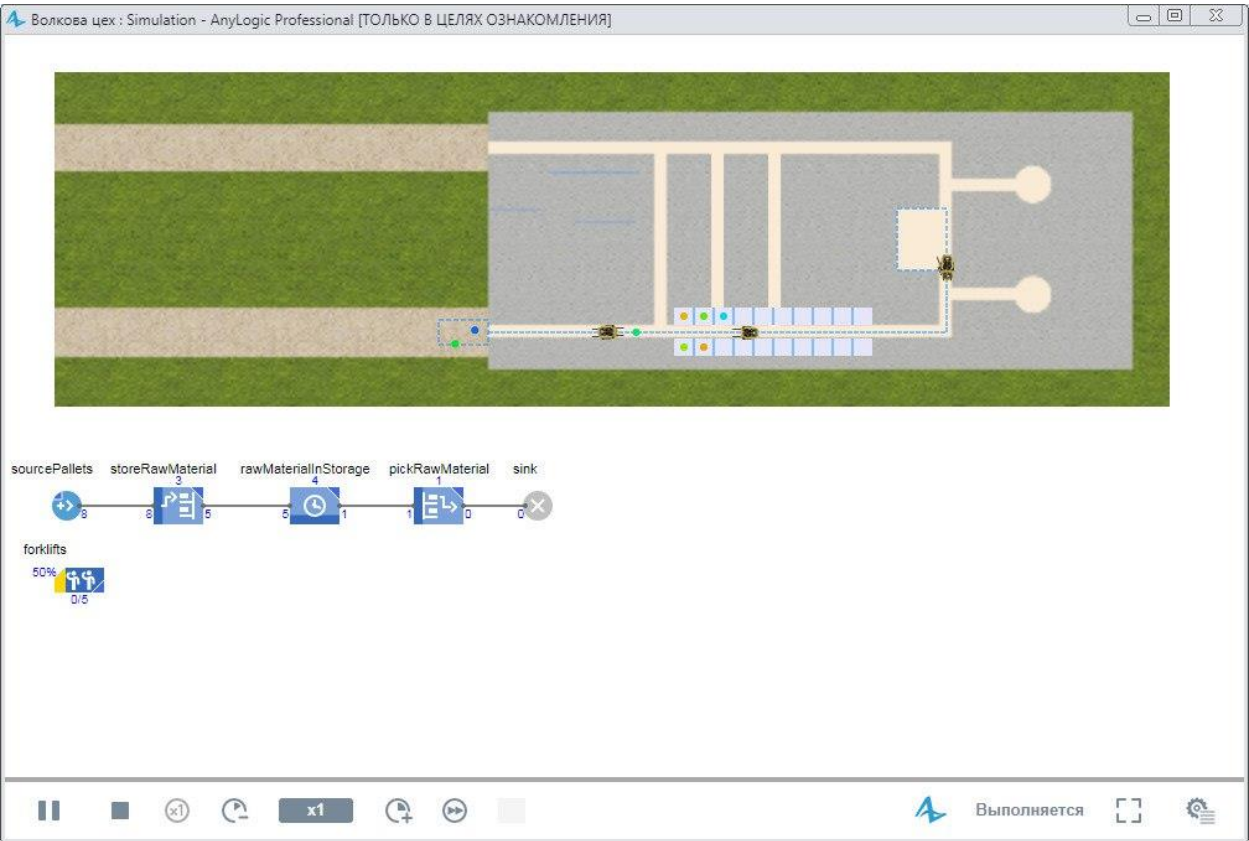 Волкова цех : Simulation - AnyLogic Professional [ТОЛЬКО В ЦЕЛЯХ ОЗНАКОМЛЕНИЯ]
sourcePallets storeRawMaterial rawMaterialInStorage pickRawMaterial sink
3 4 1
8 8 5 5 1 1 0 0
forklifts
50%
0/5
x1 x1 Выполняется